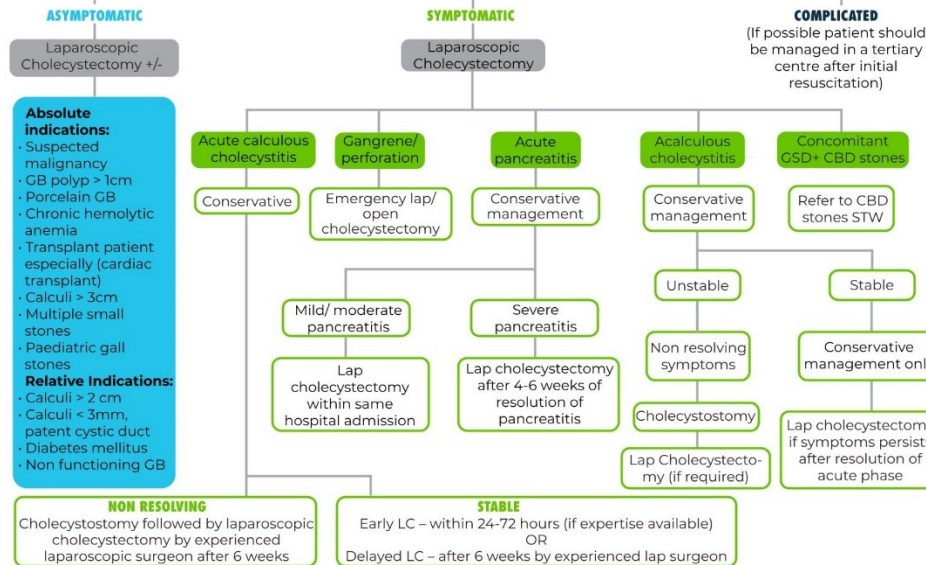 ASYMPTOMATIC
Laparoscopic
Cholecystectomy +/-
Absolute
indications:
· Suspected
malignancy
· GB polyp > 1cm
· Porcelain GB
· Chronic hemolytic
anemia
· Transplant patient
especially (cardiac
transplant)
· Calculi > 3cm
· Multiple small
stones
· Paediatric gall
stones
Relative Indications:
· Calculi > 2 cm
· Calculi < 3mm,
patent cystic duct
· Diabetes mellitus
· Non functioning GB
SYMPTOMATIC
Laparoscopic
Cholecystectomy
COMPLICATED
(If possible patient should
be managed in a tertiary
centre after initial
resuscitation)
Acute calculous
cholecystitis
Conservative
Gangrene/
perforation
Emergency lap/
open
cholecystectomy
Acute
pancreatitis
Conservative
management
Mild/ moderate
pancreatitis
Lap
cholecystectomy
within same
hospital admission
Severe
pancreatitis
Lap cholecystectomy
after 4-6 weeks of
resolution of
pancreatitis
Acalculous
cholecystitis
Conservative
management
Unstable
Non resolving
symptoms
Cholecystostomy
Lap Cholecystecto-
my (if required)
Stable
Conservative
management only
Lap cholectystectom
if symptoms persists
after resolution of
acute phase
Concomitant
GSD+ CBD stones
Refer to CBD
stones STW
NON RESOLVING
Cholecystostomy followed by laparoscopic
cholecystectomy by experienced
laparoscopic surgeon after 6 weeks
STABLE
Early LC – within 24-72 hours (if expertise available)
OR
Delayed LC – after 6 weeks by experienced lap surgeon